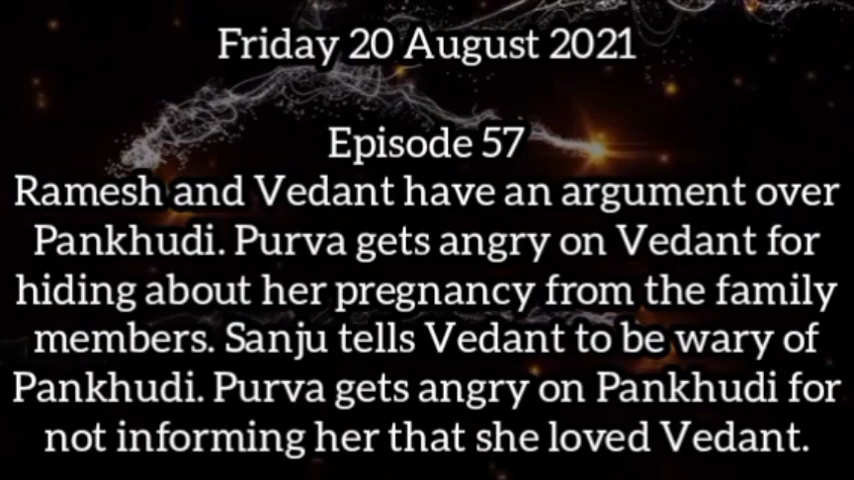 Friday 20 August 2021
Episode 57
Ramesh and Vedant have an argument over
Pankhudi. Purva gets angry on Vedant for
hiding about her pregnancy from the family
members. Sanju tells Vedant to be wary of
Pankhudi. Purva gets angry on Pankhudi for
not informing her that she loved Vedant.